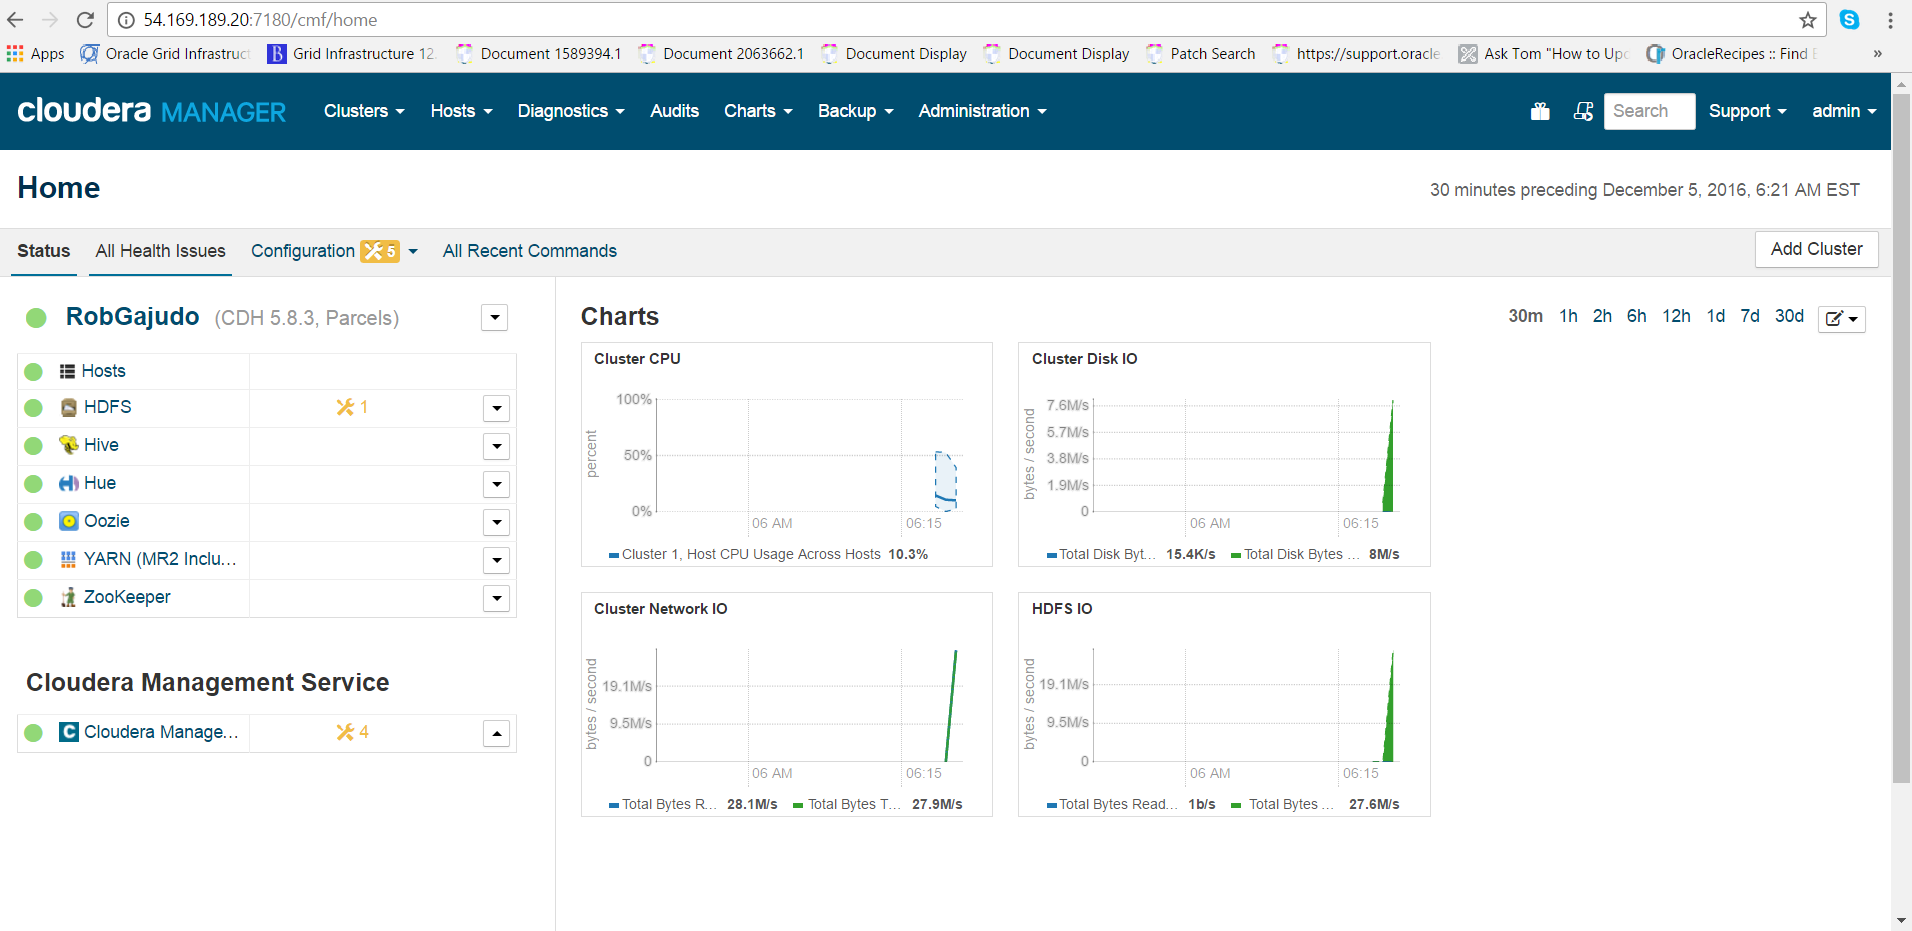 54.169.189.20:7180/cmf/home
Apps Oracle Grid Infrastruct Grid Infrastructure 12. Document 1589394.1 Document 2063662.1 Document Display Document Display Patch Search https://support.oracle Ask Tom "How to Up OracleRecipes :: Find »
cloudera MANAGER Clusters Hosts Diagnostics Audits Charts Backup Administration Search Support admin
Home
30 minutes preceding December 5, 2016, 6:21 AM EST
Status All Health Issues Configuration 5 All Recent Commands Add Cluster
RobGajudo (CDH 5.8.3, Parcels)
Hosts
HDFS 1
Hive
Hue
Oozie
YARN (MR2 Inclu...
ZooKeeper
Cloudera Management Service
Cloudera Manage... 4
Charts
30m 1h 2h 6h 12h 1d 7d 30d
Cluster CPU
percent
100%
50%
0%
06 AM 06:15
Cluster 1, Host CPU Usage Across Hosts 10.3%
Cluster Disk IO
bytes / second
7.6M/s
5.7M/s
3.8M/s
1.9M/s
0
06 AM 06:15
Total Disk Byt... 15.4K/s Total Disk Bytes ... 8M/s
Cluster Network IO
bytes / second
19.1M/s
9.5M/s
0
06 AM 06:15
Total Bytes R... 28.1M/s Total Bytes T... 27.9M/s
HDFS IO
bytes / second
19.1M/s
9.5M/s
0
06 AM 06:15
Total Bytes Read... 1b/s Total Bytes ... 27.6M/s